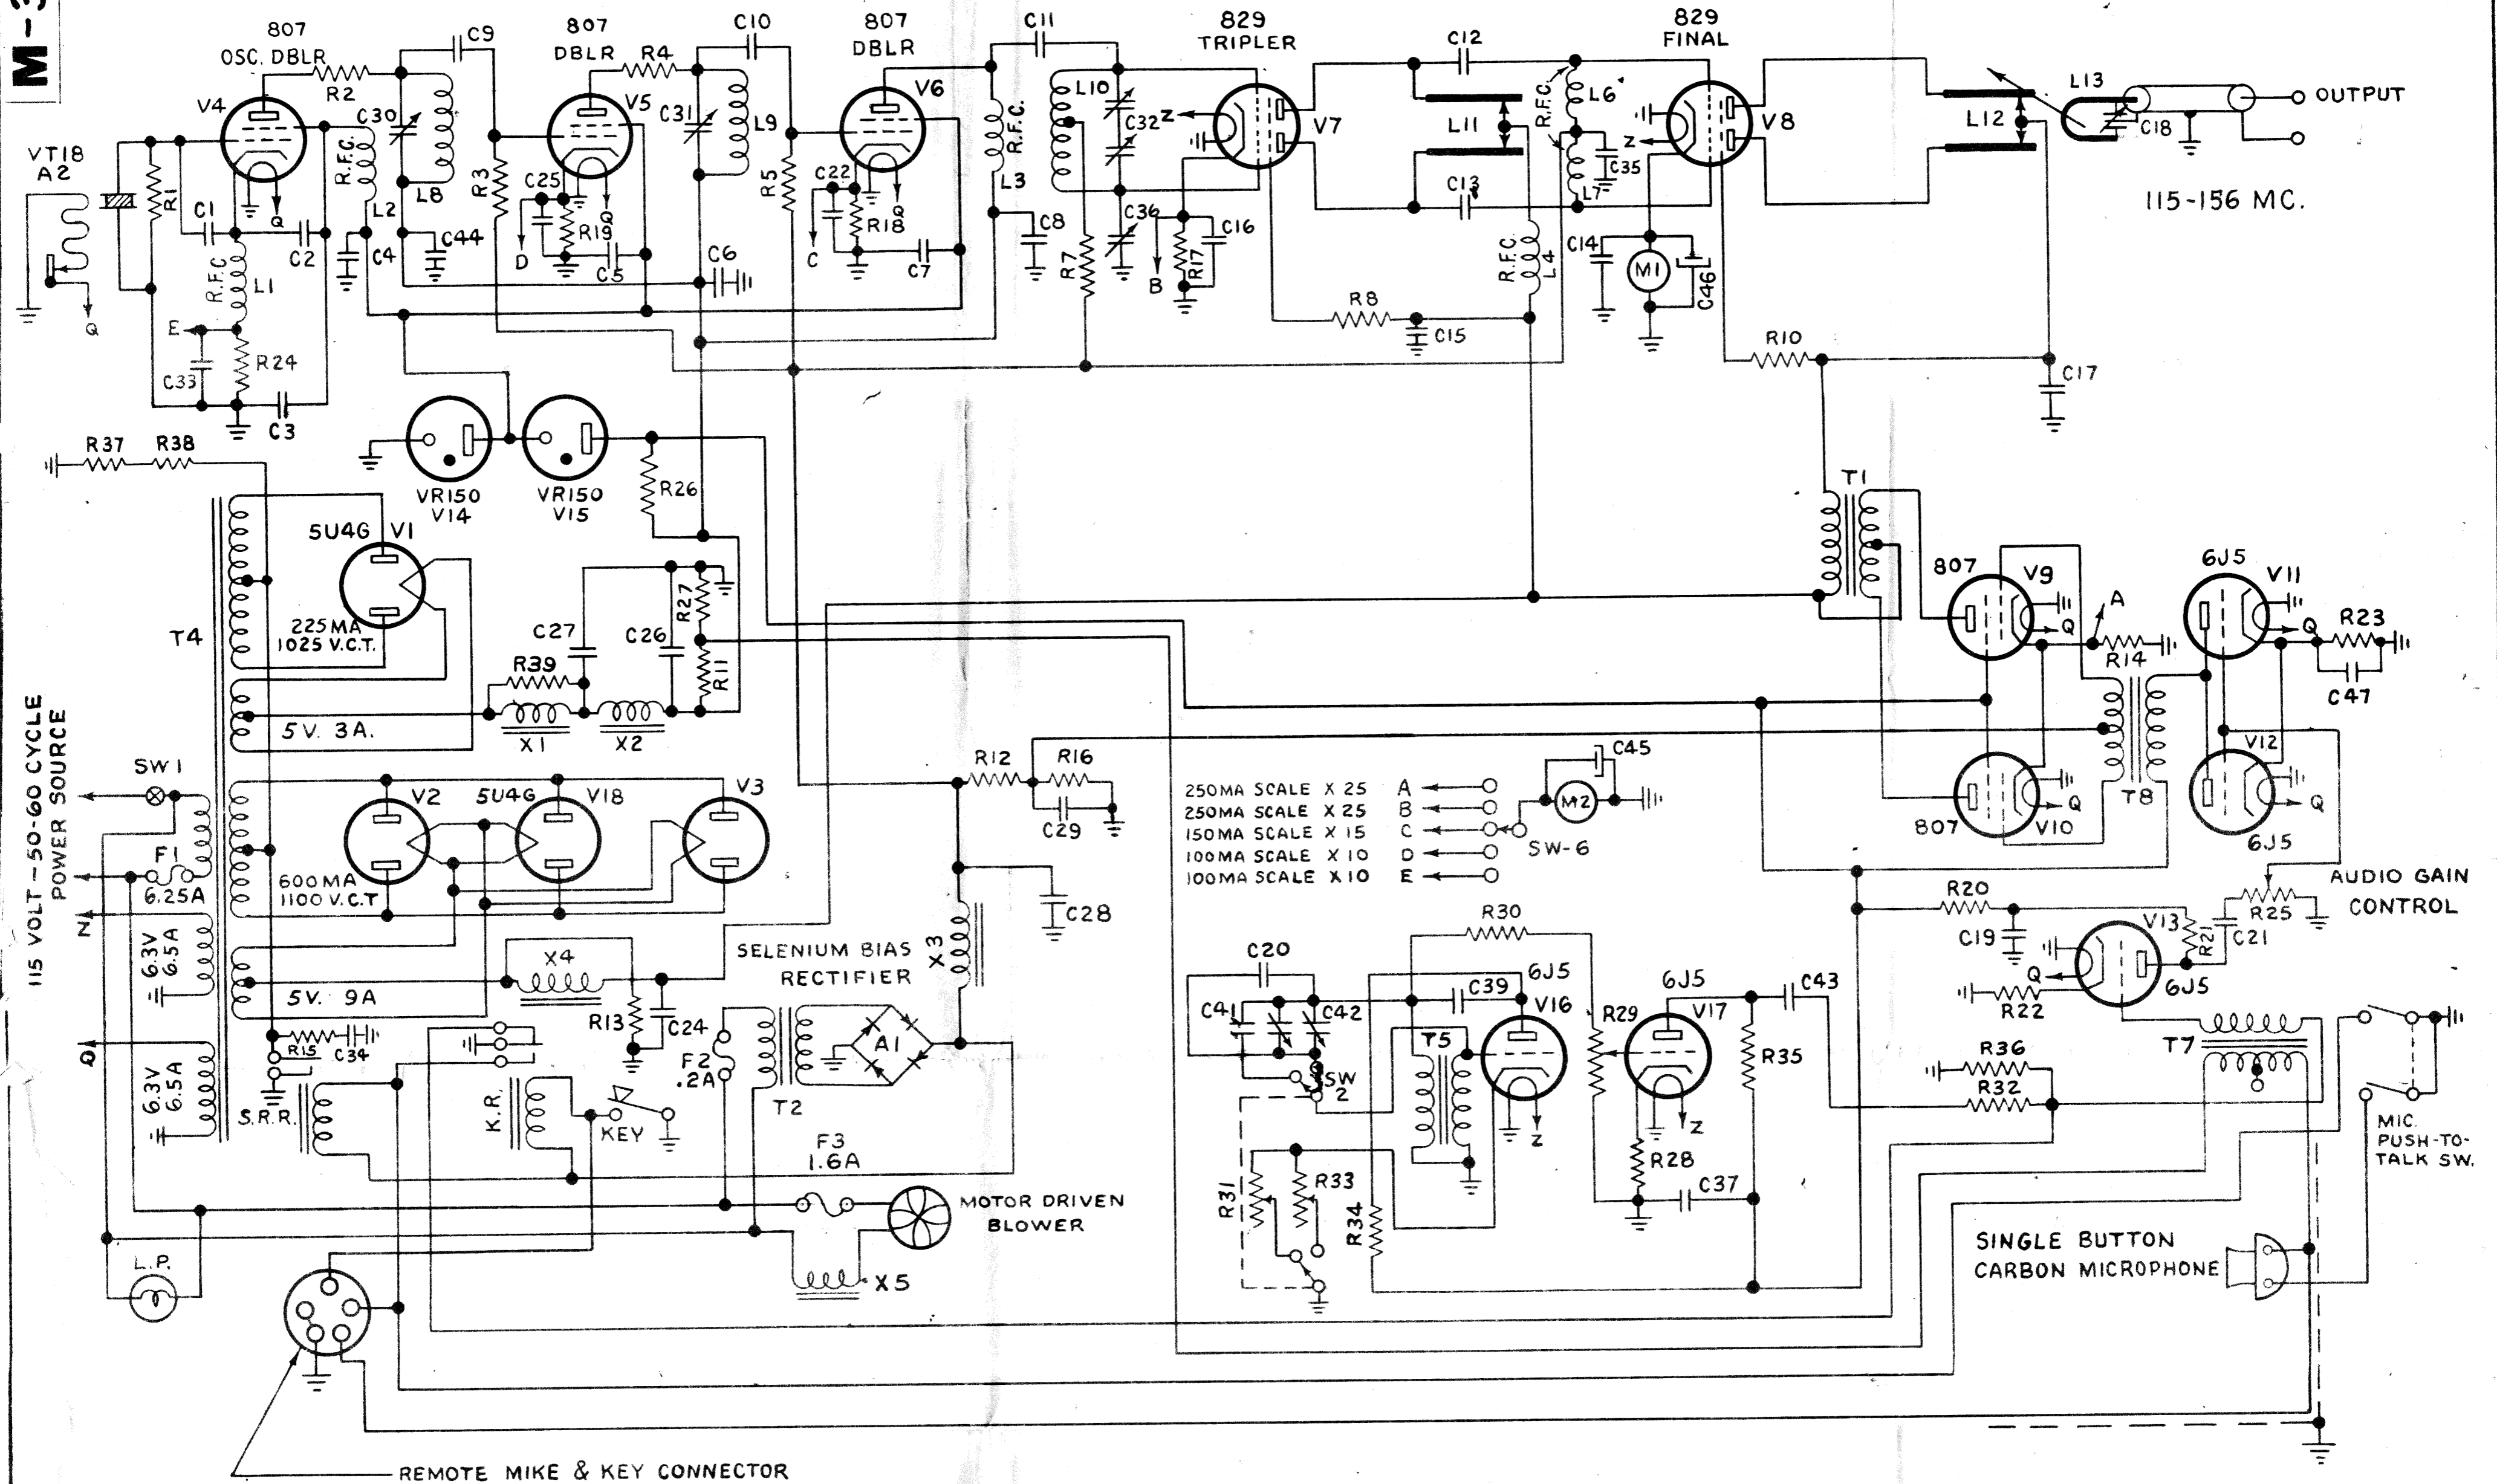 M-
807
OSC. DBLR
V4
R2
C9
C30
VT18
A2
R1
C1
Q
R.F.C.
L2
L8
C2
C4
C44
R.F.C
L1
E
R24
C33
C3
Q
807
DBLR
R4
V5
C31
R3
C25
Q
R19
D
C5
C10
L9
R5
C6
807
DBLR
V6
C22
Q
R18
C
C7
C11
R.F.C.
L3
C8
L10
C32
C36
R7
829
TRIPLER
Z
V7
B
R17
C16
R8
C15
C12
L11
C13
R.F.C.
L4
R.F.C.
L6
L7
C35
C14
829
FINAL
Z
V8
M1
C46
R10
L12
L13
C18
OUTPUT
115-156 MC.
C17
R37
R38
VR150
V14
VR150
V15
R26
T4
5U4G
V1
225 MA
1025 V.C.T.
5 V. 3A.
C27
C26
R27
R39
R11
X1
X2
T1
807
V9
Q
A
R14
6J5
V11
Q
R23
C47
T8
807
V10
Q
V12
Q
6J5
115 VOLT-50-60 CYCLE
POWER SOURCE
SW 1
F1
6.25A
Z
6.3V
6.5A
Q
6.3V
6.5A
V2
5U4G
V18
V3
600 MA
1100 V.C.T
5 V. 9A
X4
R13
C24
SELENIUM BIAS
RECTIFIER
X3
C28
R12
R16
C29
250MA SCALE X 25 A
250MA SCALE X 25 B
150MA SCALE X 15 C
100MA SCALE X 10 D
100MA SCALE X 10 E
C45
M2
SW-6
R20
C19
V13
R21
C21
R25
AUDIO GAIN
CONTROL
Q
R22
6J5
R15
C34
S.R.R.
K.R.
KEY
F2
.2A
T2
A1
F3
1.6A
MOTOR DRIVEN
BLOWER
X5
L.P.
R30
C20
C41
C42
C39
6J5
V16
SW
2
T5
Z
R29
6J5
V17
Z
C43
R35
R28
C37
R31
R33
R34
R36
R32
T7
MIC.
PUSH-TO-
TALK SW.
SINGLE BUTTON
CARBON MICROPHONE
REMOTE MIKE & KEY CONNECTOR